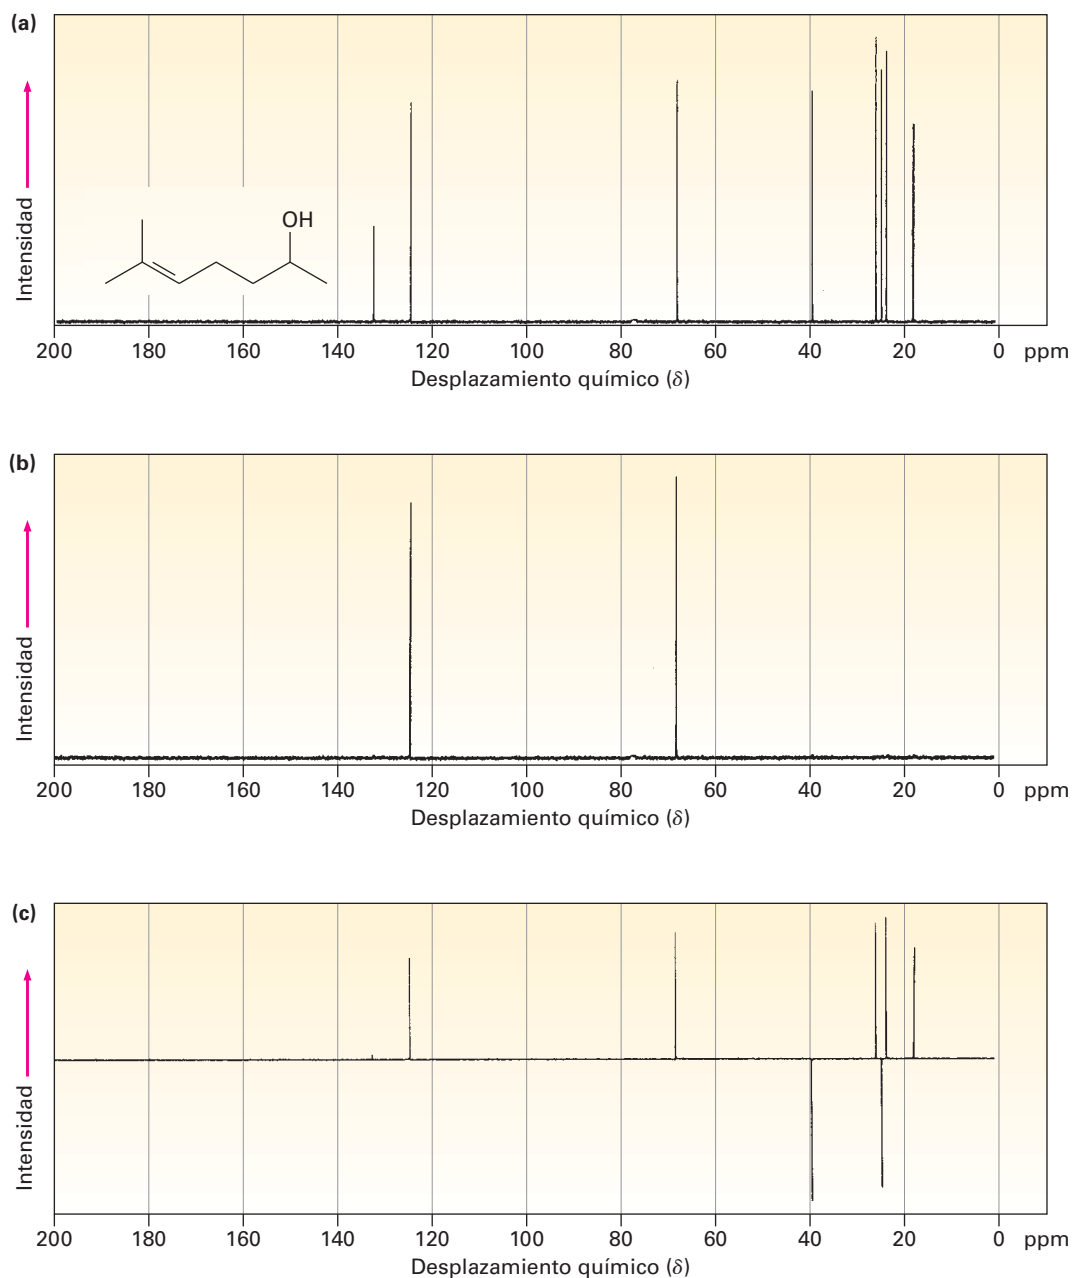 (a)
Intensidad
OH
200 180 160 140 120 100 80 60 40 20 0 ppm
Desplazamiento químico (δ)
(b)
Intensidad
200 180 160 140 120 100 80 60 40 20 0 ppm
Desplazamiento químico (δ)
(c)
Intensidad
200 180 160 140 120 100 80 60 40 20 0 ppm
Desplazamiento químico (δ)